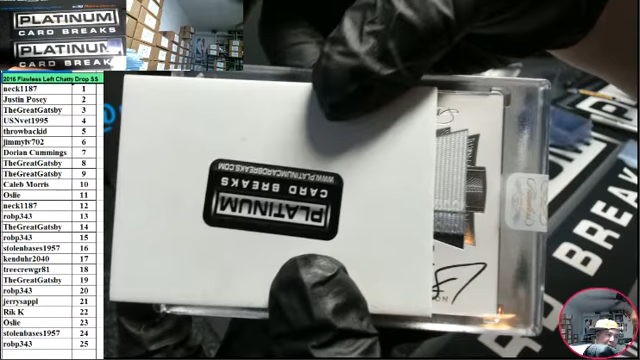 PLATINUM
CARD BREAKS
PLATINUM
CARD BREAKS
2016 Flawless Left Chatty Drop SS
neck1187 1
Justin Posey 2
TheGreatGatsby 3
USNvet1995 4
throwbackid 5
jimmylv702 6
Dorian Cummings 7
TheGreatGatsby 8
TheGreatGatsby 9
Caleb Morris 10
Oslie 11
neck1187 12
robp343 13
TheGreatGatsby 14
robp343 15
stolenbases1957 16
kenduhr2040 17
treecrewgr81 18
TheGreatGatsby 19
robp343 20
jerrysappl 21
Rik K 22
Oslie 23
stolenbases1957 24
robp343 25
PLATINUM
CARD BREAKS
WWW.PLATINUMCARDBREAKS.COM
BREA